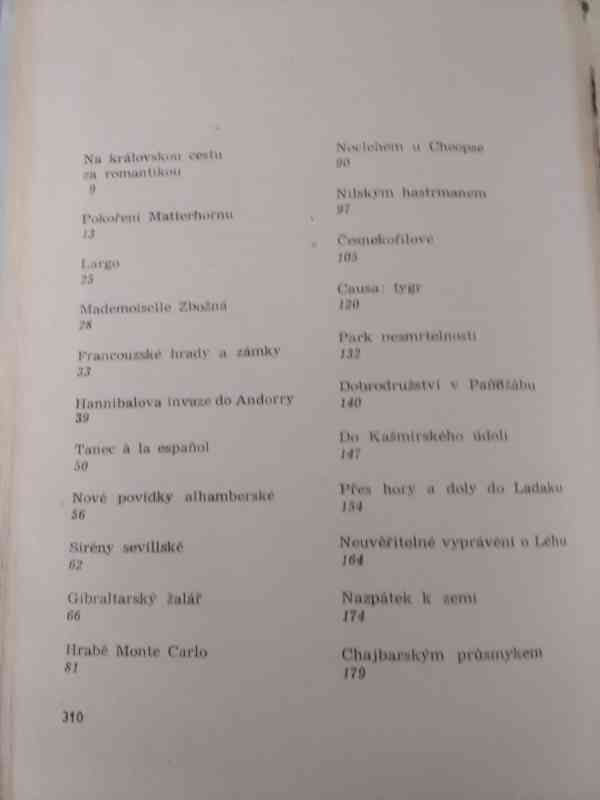 Na královskou cestu
za romantikou
9
Pokoření Matterhornu
13
Largo
25
Mademoiselle Zbožná
28
Francouzské hrady a zámky
33
Hannibalova invaze do Andorry
39
Tanec à la español
50
Nové povídky alhamberské
56
Sirény sevillské
62
Gibraltarský žalář
66
Hrabě Monte Carlo
81
Noclehem u Cheopse
90
Nilským hastrmanem
97
Česnekofilové
105
Causa: tygr
120
Park nesmrtelnosti
132
Dobrodružství v Paňdžábu
140
Do Kašmírského údolí
147
Přes hory a doly do Ladaku
154
Neuvěřitelné vyprávění o Lehu
164
Nazpátek k zemi
174
Chajbarským průsmykem
179
310